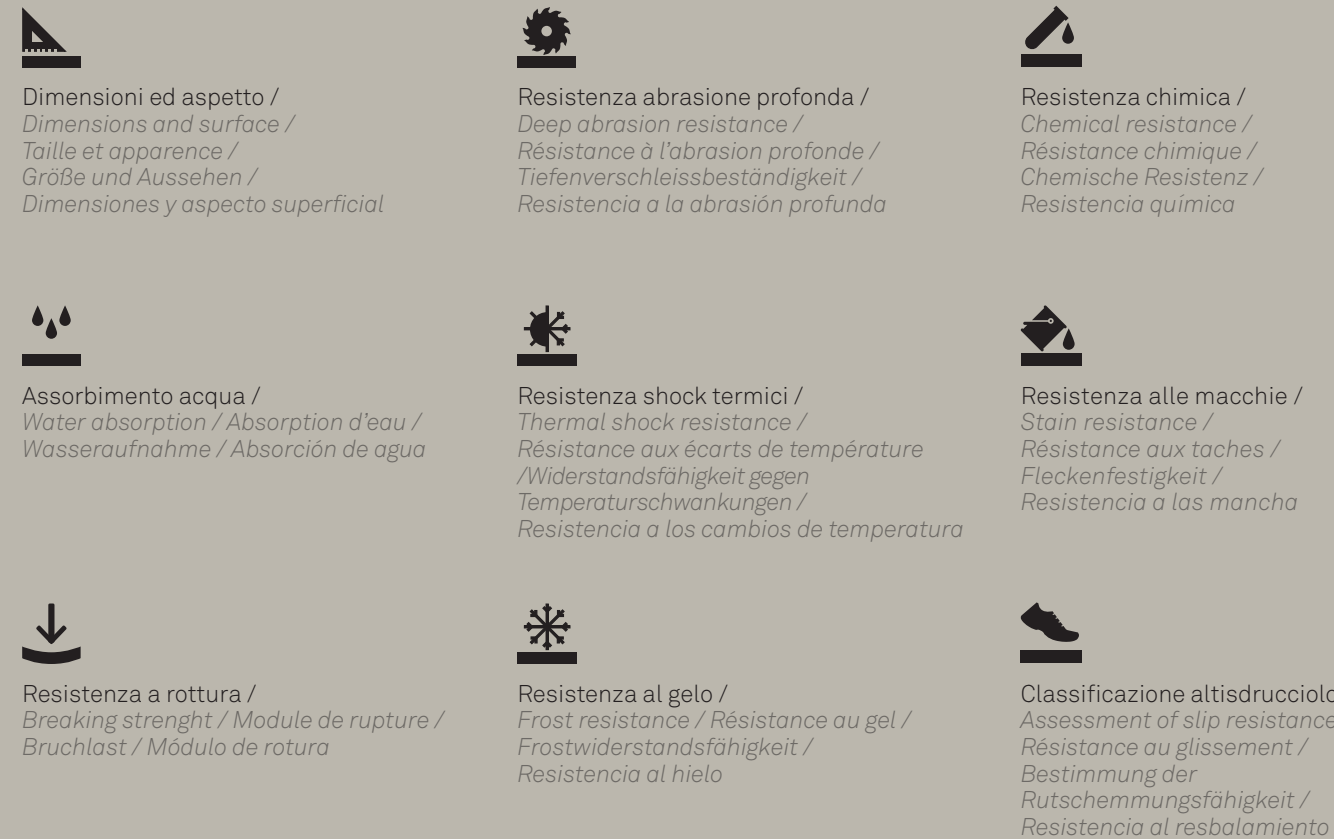 Dimensioni ed aspetto /
Dimensions and surface /
Taille et apparence /
Größe und Aussehen /
Dimensiones y aspecto superficial
Resistenza abrasione profonda /
Deep abrasion resistance /
Résistance à l’abrasion profonde /
Tiefenverschleissbeständigkeit /
Resistencia a la abrasión profunda
Resistenza chimica /
Chemical resistance /
Résistance chimique /
Chemische Resistenz /
Resistencia química
Assorbimento acqua /
Water absorption / Absorption d’eau /
Wasseraufnahme / Absorción de agua
Resistenza shock termici /
Thermal shock resistance /
Résistance aux écarts de température
/Widerstandsfähigkeit gegen
Temperaturschwankungen /
Resistencia a los cambios de temperatura
Resistenza alle macchie /
Stain resistance /
Résistance aux taches /
Fleckenfestigkeit /
Resistencia a las mancha
Resistenza a rottura /
Breaking strenght / Module de rupture /
Bruchlast / Módulo de rotura
Resistenza al gelo /
Frost resistance / Résistance au gel /
Frostwiderstandsfähigkeit /
Resistencia al hielo
Classificazione
Assessment of slip resistance
Résistance au glissement /
Bestimmung der
Rutschemmungsfähigkeit /
Resistencia al resbalamiento